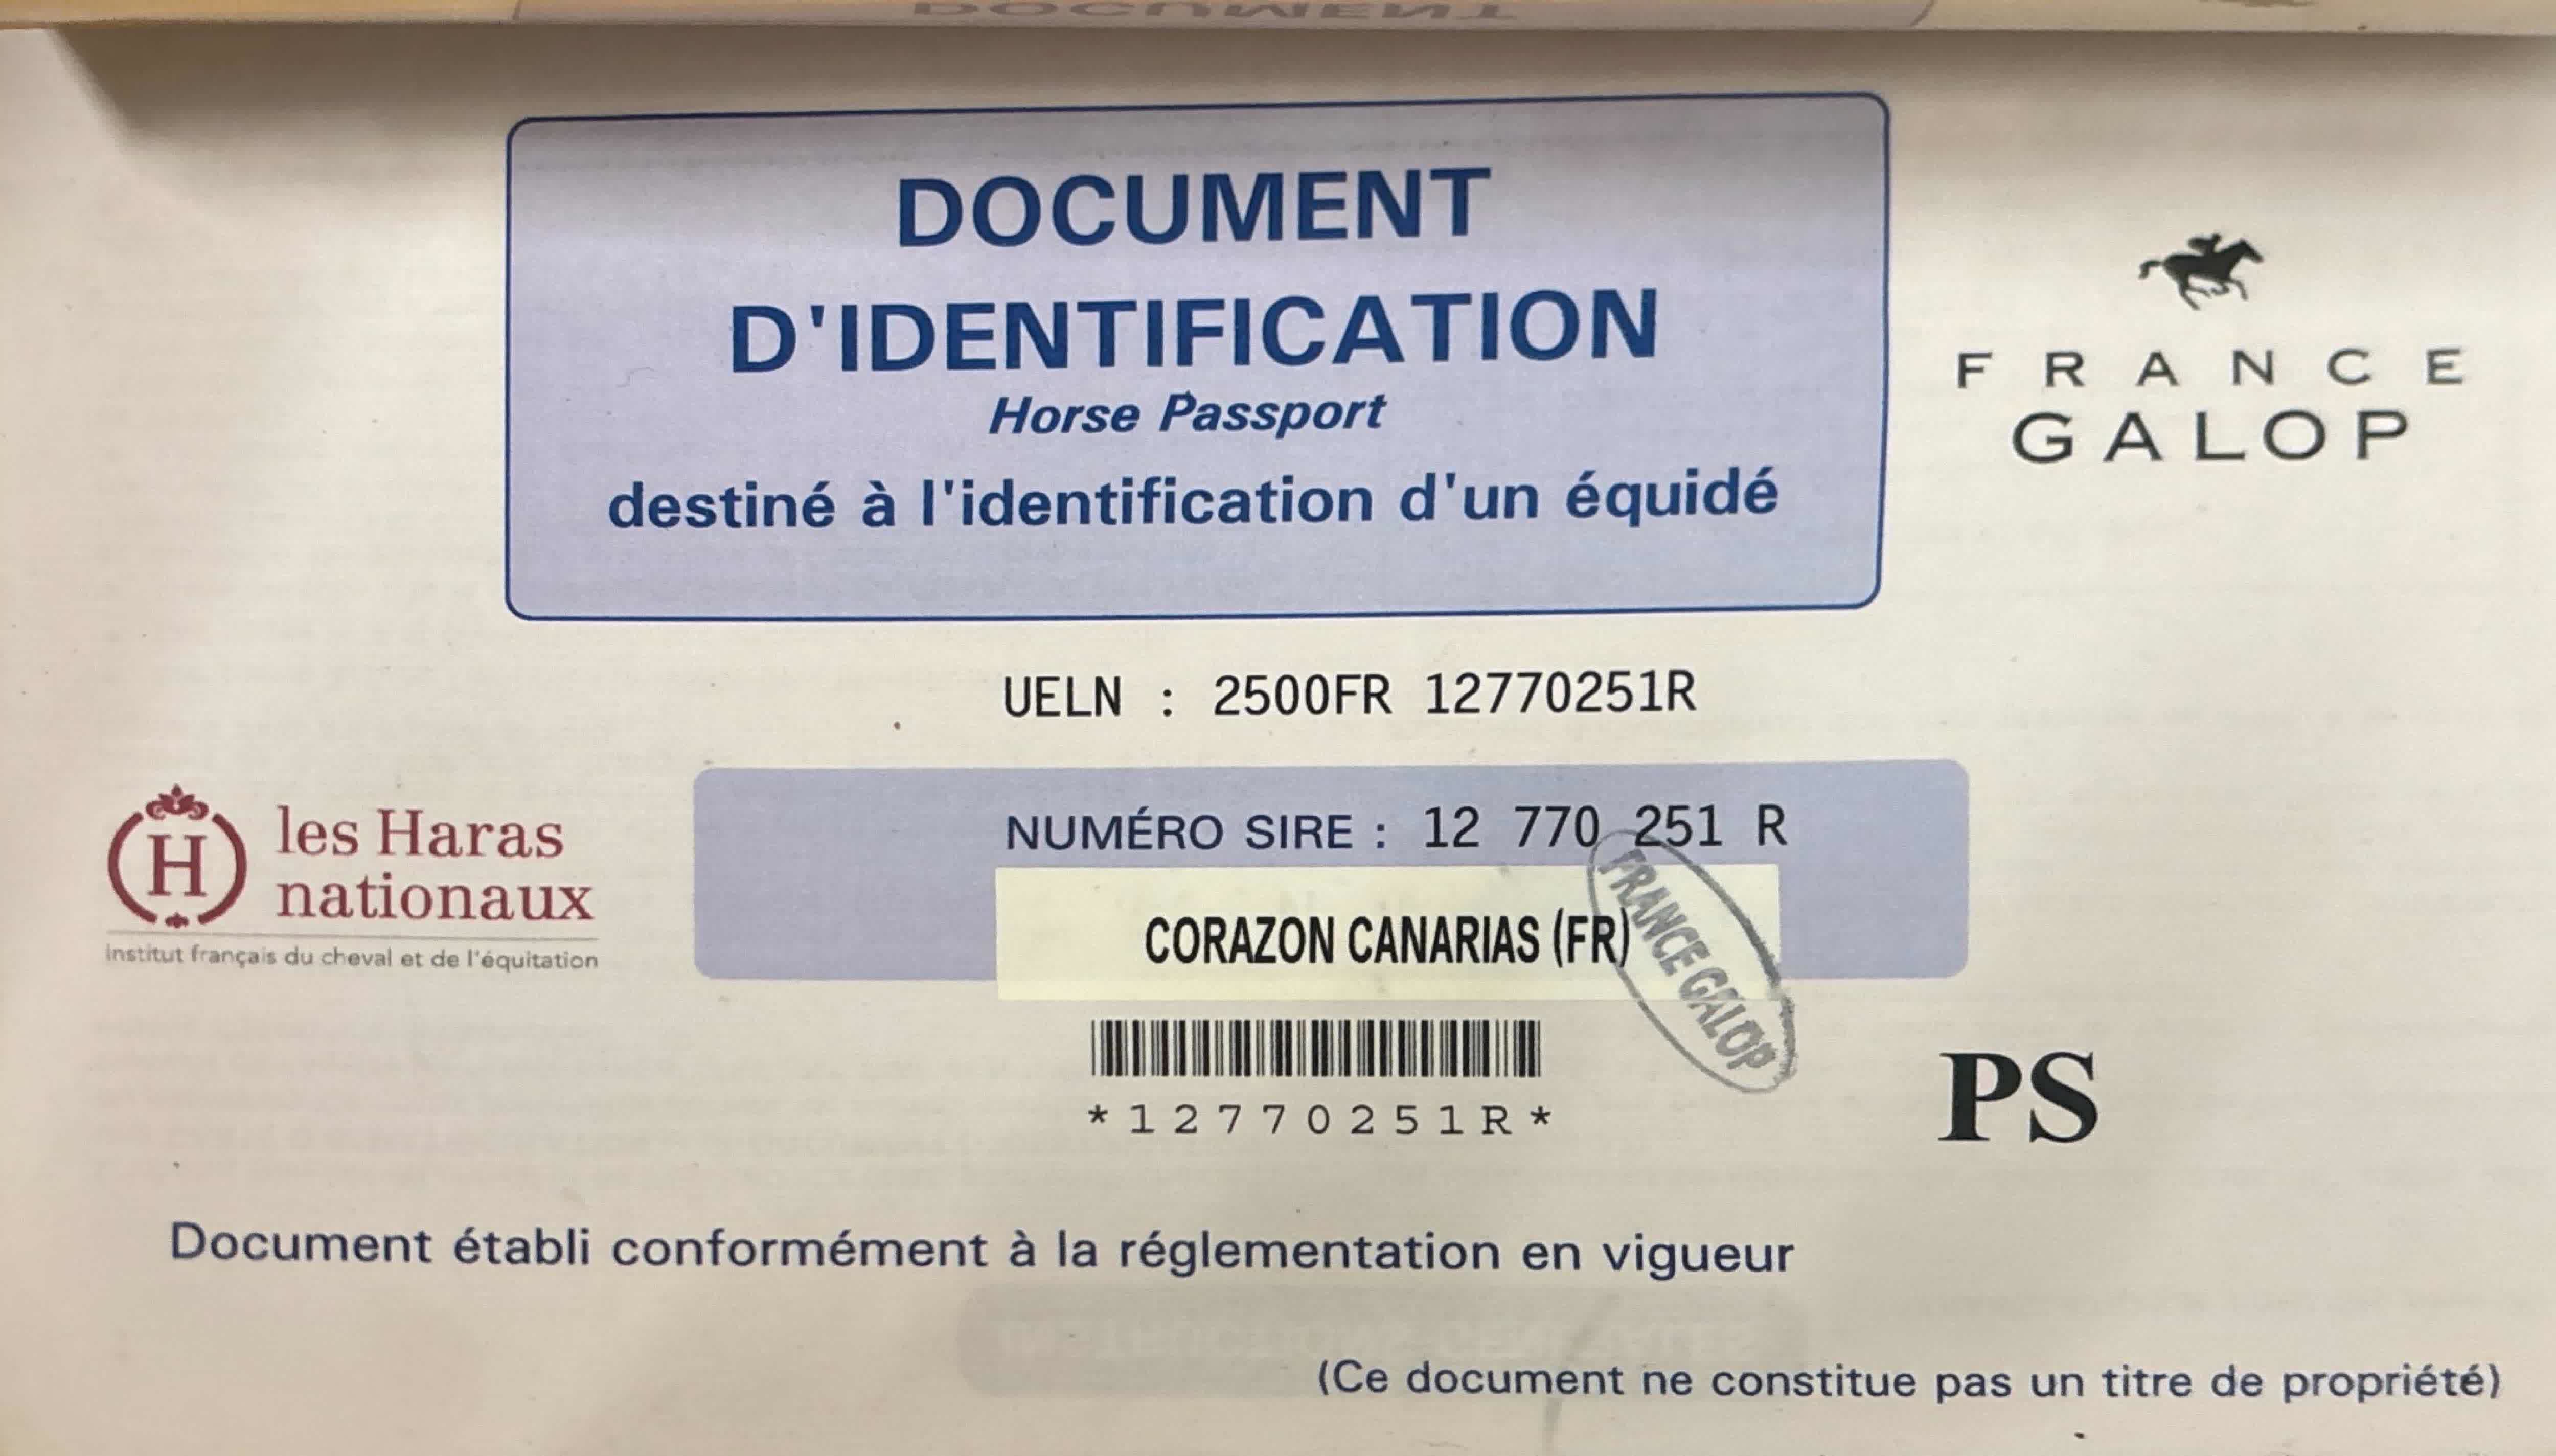 DOCUMENT
DOCUMENT
D'IDENTIFICATION
Horse Passport
destiné à l'identification d'un équidé
FRANCE
GALOP
UELN : 2500FR 12770251R
les Haras
nationaux
Institut français du cheval et de l'équitation
NUMÉRO SIRE : 12 770 251 R
CORAZON CANARIAS (FR)
FRANCE GALOP
*12770251R*
PS
Document établi conformément à la réglementation en vigueur
(Ce document ne constitue pas un titre de propriété)